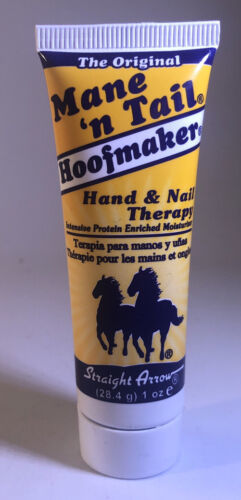 The Original
Mane
'n Tail®
Hoofmaker®
Hand & Nail
Therapy
Intensive Protein Enriched Moisturizer
Terapia para manos y uñas
Thérapie pour les mains et ongles
®
Straight Arrow®
(28.4 g) 1 oz e